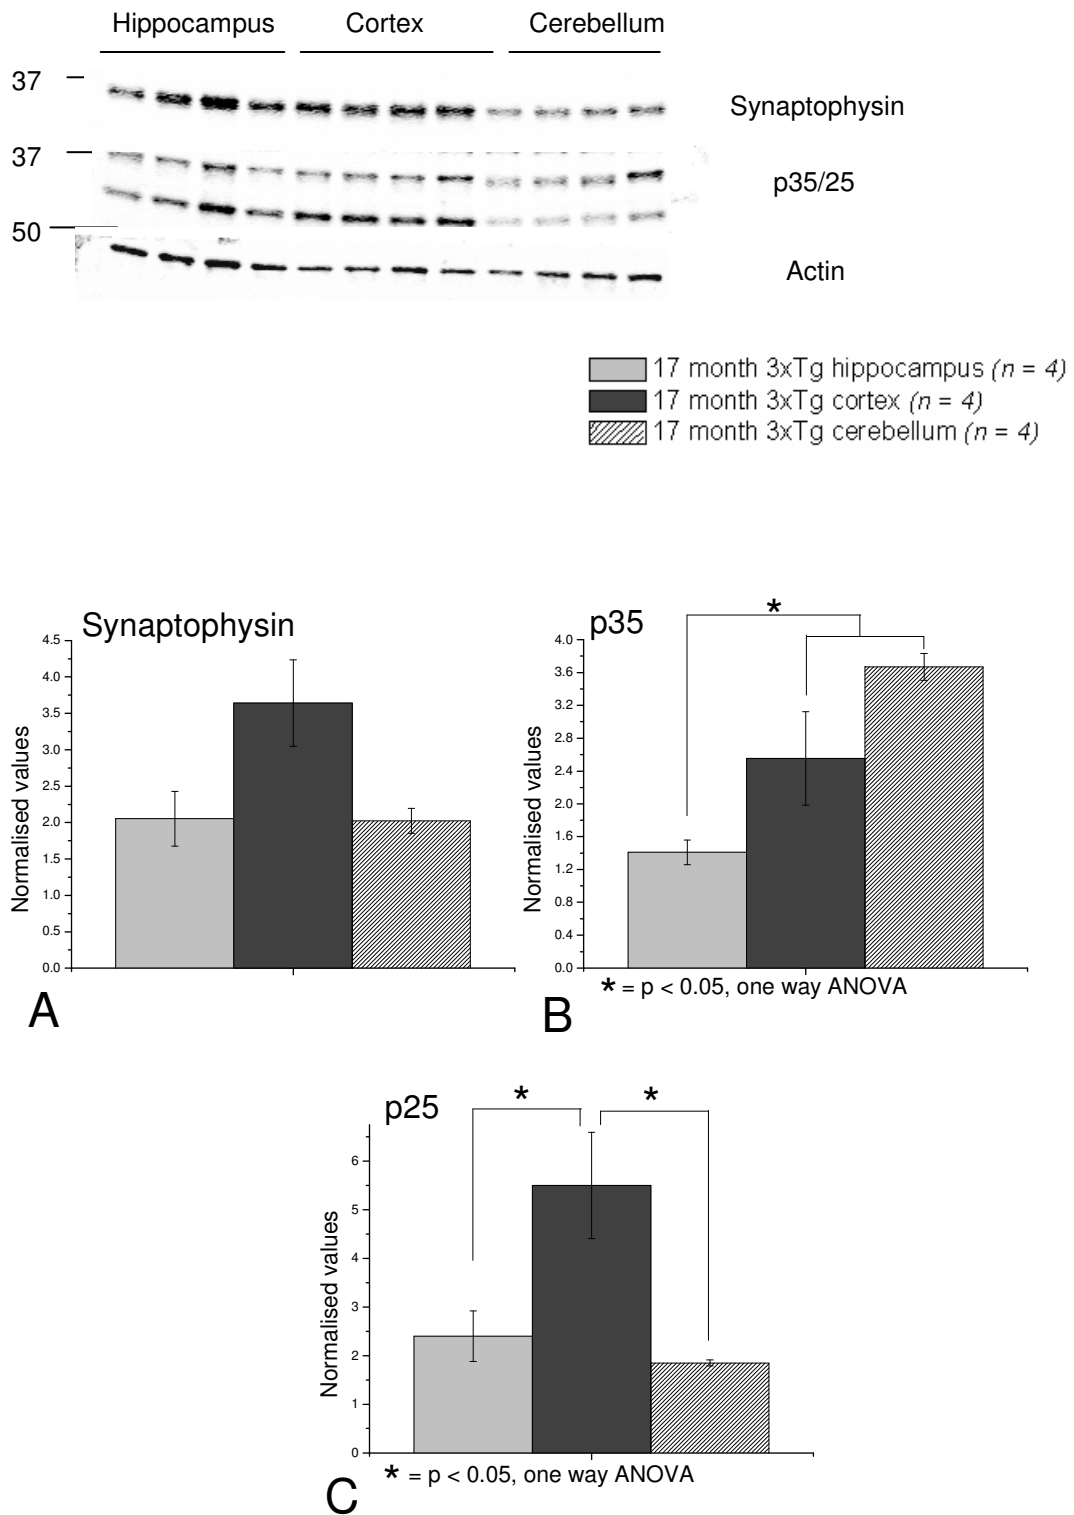 Hippocampus Cortex Cerebellum
37
Synaptophysin
37
p35/25
50
Actin
17 month 3xTg hippocampus (n = 4)
17 month 3xTg cortex (n = 4)
17 month 3xTg cerebellum (n = 4)
Synaptophysin
4.5
4.0
3.5
3.0
2.5
2.0
1.5
1.0
0.5
0.0
Normalised values
A
p35
*
4.0
3.6
3.2
2.8
2.4
2.0
1.6
1.2
0.8
0.4
0.0
Normalised values
* = p < 0.05, one way ANOVA
B
p25
* *
6
5
4
3
2
1
0
Normalised values
* = p < 0.05, one way ANOVA
C